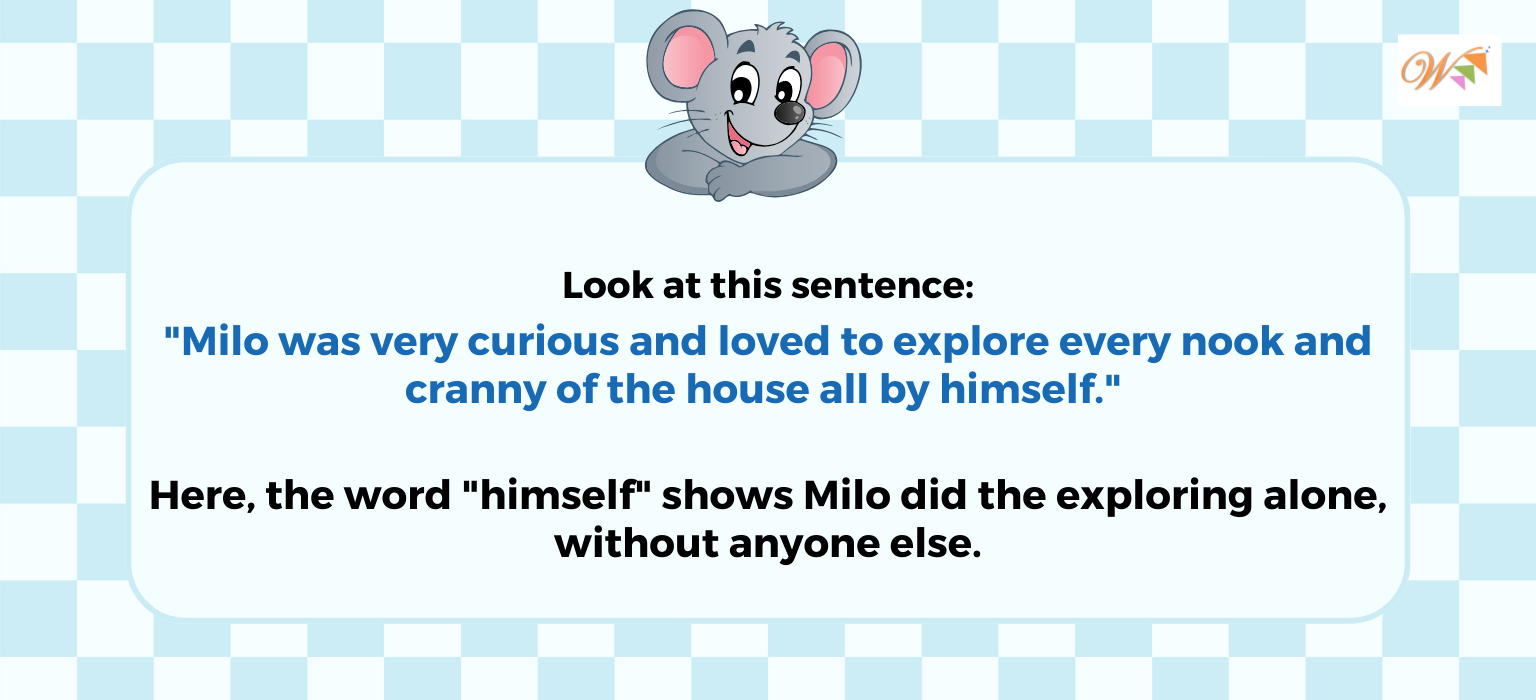 W
Look at this sentence:
"Milo was very curious and loved to explore every nook and
cranny of the house all by himself."
Here, the word "himself" shows Milo did the exploring alone,
without anyone else.